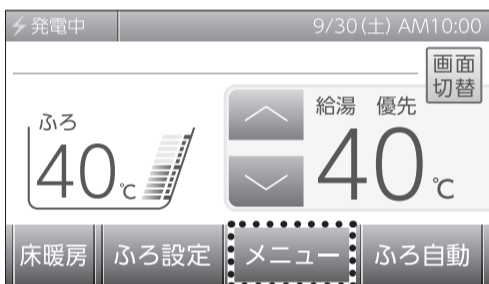 発電中
9/30(土) AM10:00
画面
切替
ふろ
40℃
給湯 優先
40℃
床暖房
ふろ設定
メニュー
ふろ自動